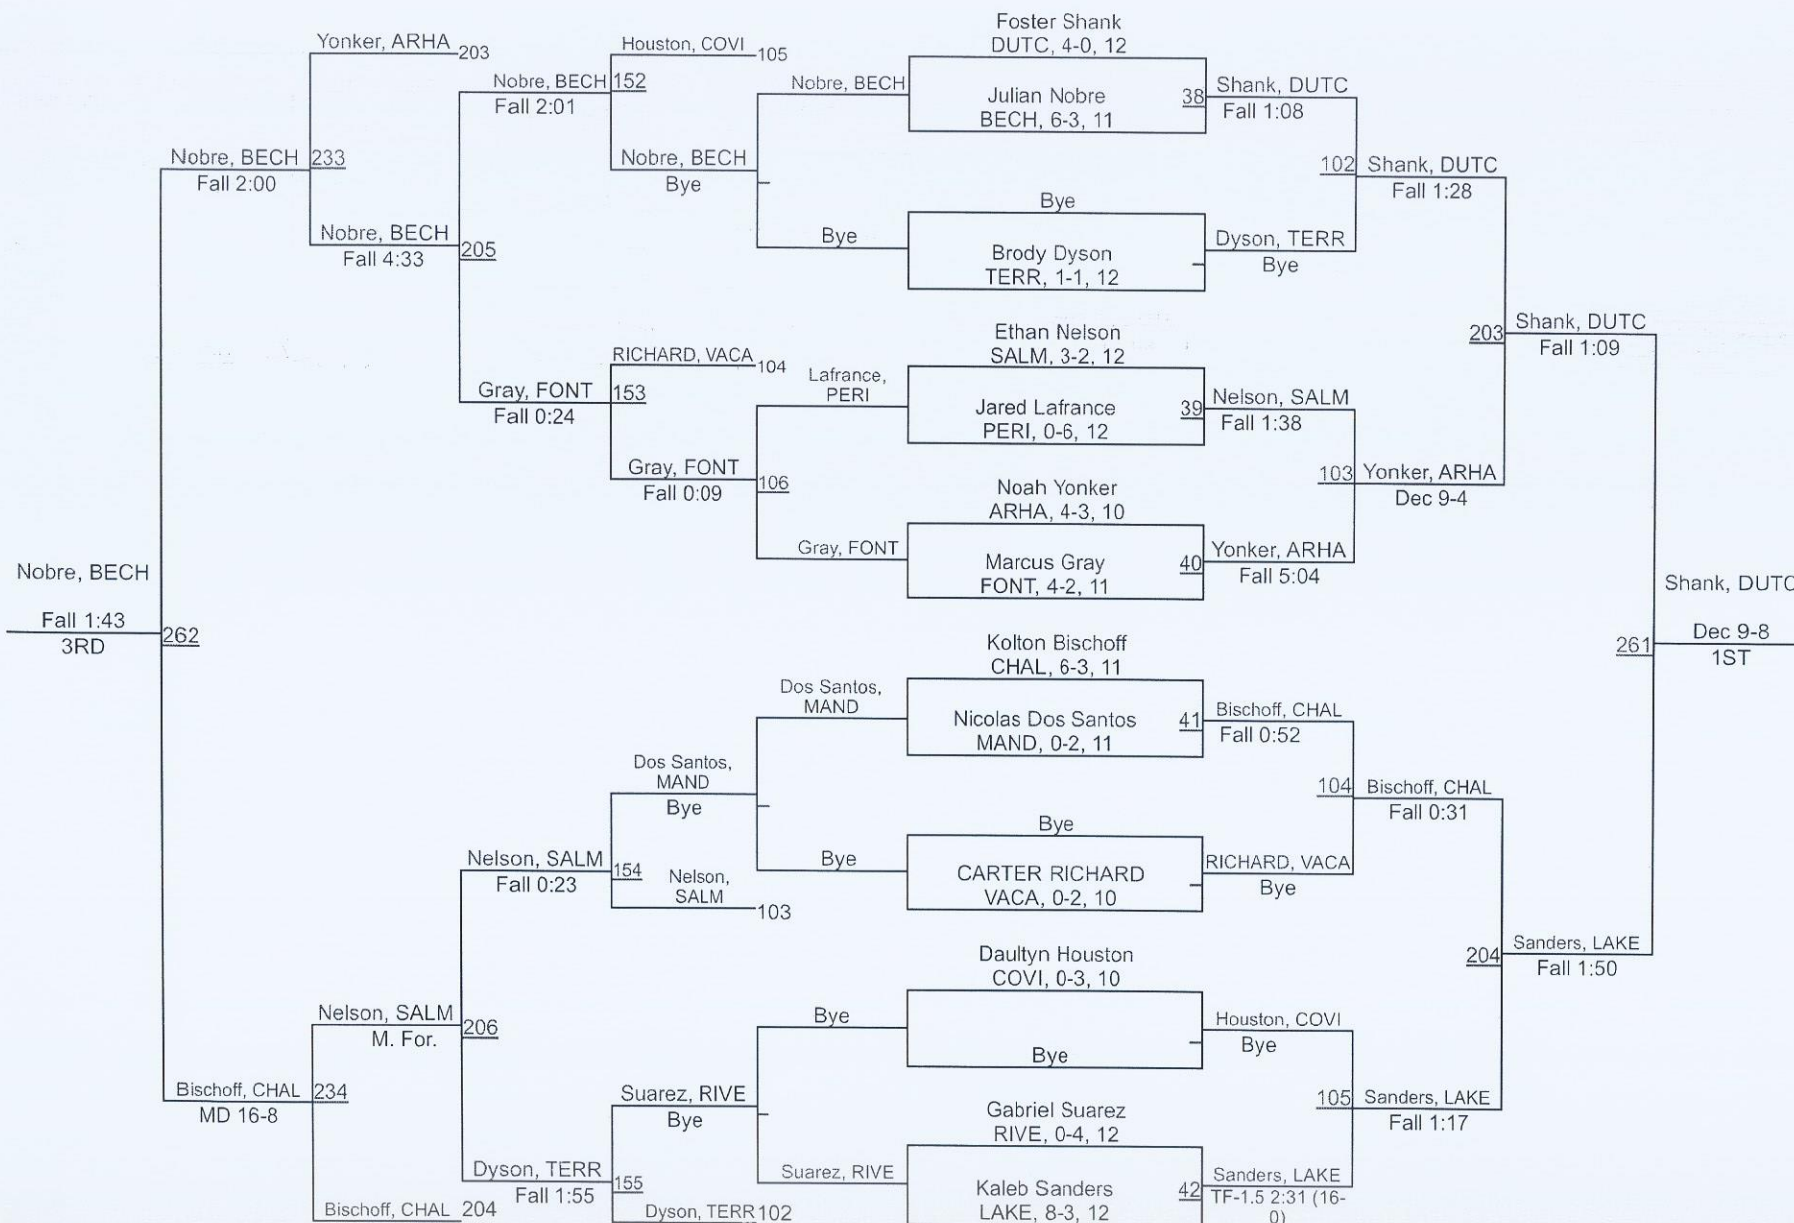 Foster Shank
DUTC, 4-0, 12
Yonker, ARHA 203
Houston, COVI 105
Nobre, BECH 152
Fall 2:01
Nobre, BECH
Julian Nobre 38
BECH, 6-3, 11
Shank, DUTC
Fall 1:08
Nobre, BECH 233
Fall 2:00
Nobre, BECH
Bye
102 Shank, DUTC
Fall 1:28
Bye
Nobre, BECH 205
Fall 4:33
Bye
Brody Dyson
TERR, 1-1, 12
Dyson, TERR
Bye
Ethan Nelson
SALM, 3-2, 12
203 Shank, DUTC
Fall 1:09
RICHARD, VACA 104
Gray, FONT 153
Fall 0:24
Lafrance,
PERI
Jared Lafrance 39
PERI, 0-6, 12
Nelson, SALM
Fall 1:38
Gray, FONT 106
Fall 0:09
103 Yonker, ARHA
Dec 9-4
Noah Yonker
ARHA, 4-3, 10
Gray, FONT
Marcus Gray 40
FONT, 4-2, 11
Yonker, ARHA
Fall 5:04
Nobre, BECH
Fall 1:43
3RD
262
Shank, DUTC
261 Dec 9-8
1ST
Kolton Bischoff
CHAL, 6-3, 11
Dos Santos,
MAND
Nicolas Dos Santos 41
MAND, 0-2, 11
Bischoff, CHAL
Fall 0:52
Dos Santos,
MAND
Bye
104 Bischoff, CHAL
Fall 0:31
Bye
Nelson, SALM 154
Fall 0:23
Nelson,
SALM 103
Bye
CARTER RICHARD
VACA, 0-2, 10
RICHARD, VACA
Bye
Daultyn Houston
COVI, 0-3, 10
204 Sanders, LAKE
Fall 1:50
Nelson, SALM 206
M. For.
Bye
Bye
Houston, COVI
Bye
Bischoff, CHAL 234
MD 16-8
Suarez, RIVE
Bye
Gabriel Suarez
RIVE, 0-4, 12
105 Sanders, LAKE
Fall 1:17
Dyson, TERR 155
Fall 1:55
Suarez, RIVE
Kaleb Sanders 42
LAKE, 8-3, 12
Sanders, LAKE
TF-1.5 2:31 (16-
0)
Bischoff, CHAL 204
Dyson, TERR 102